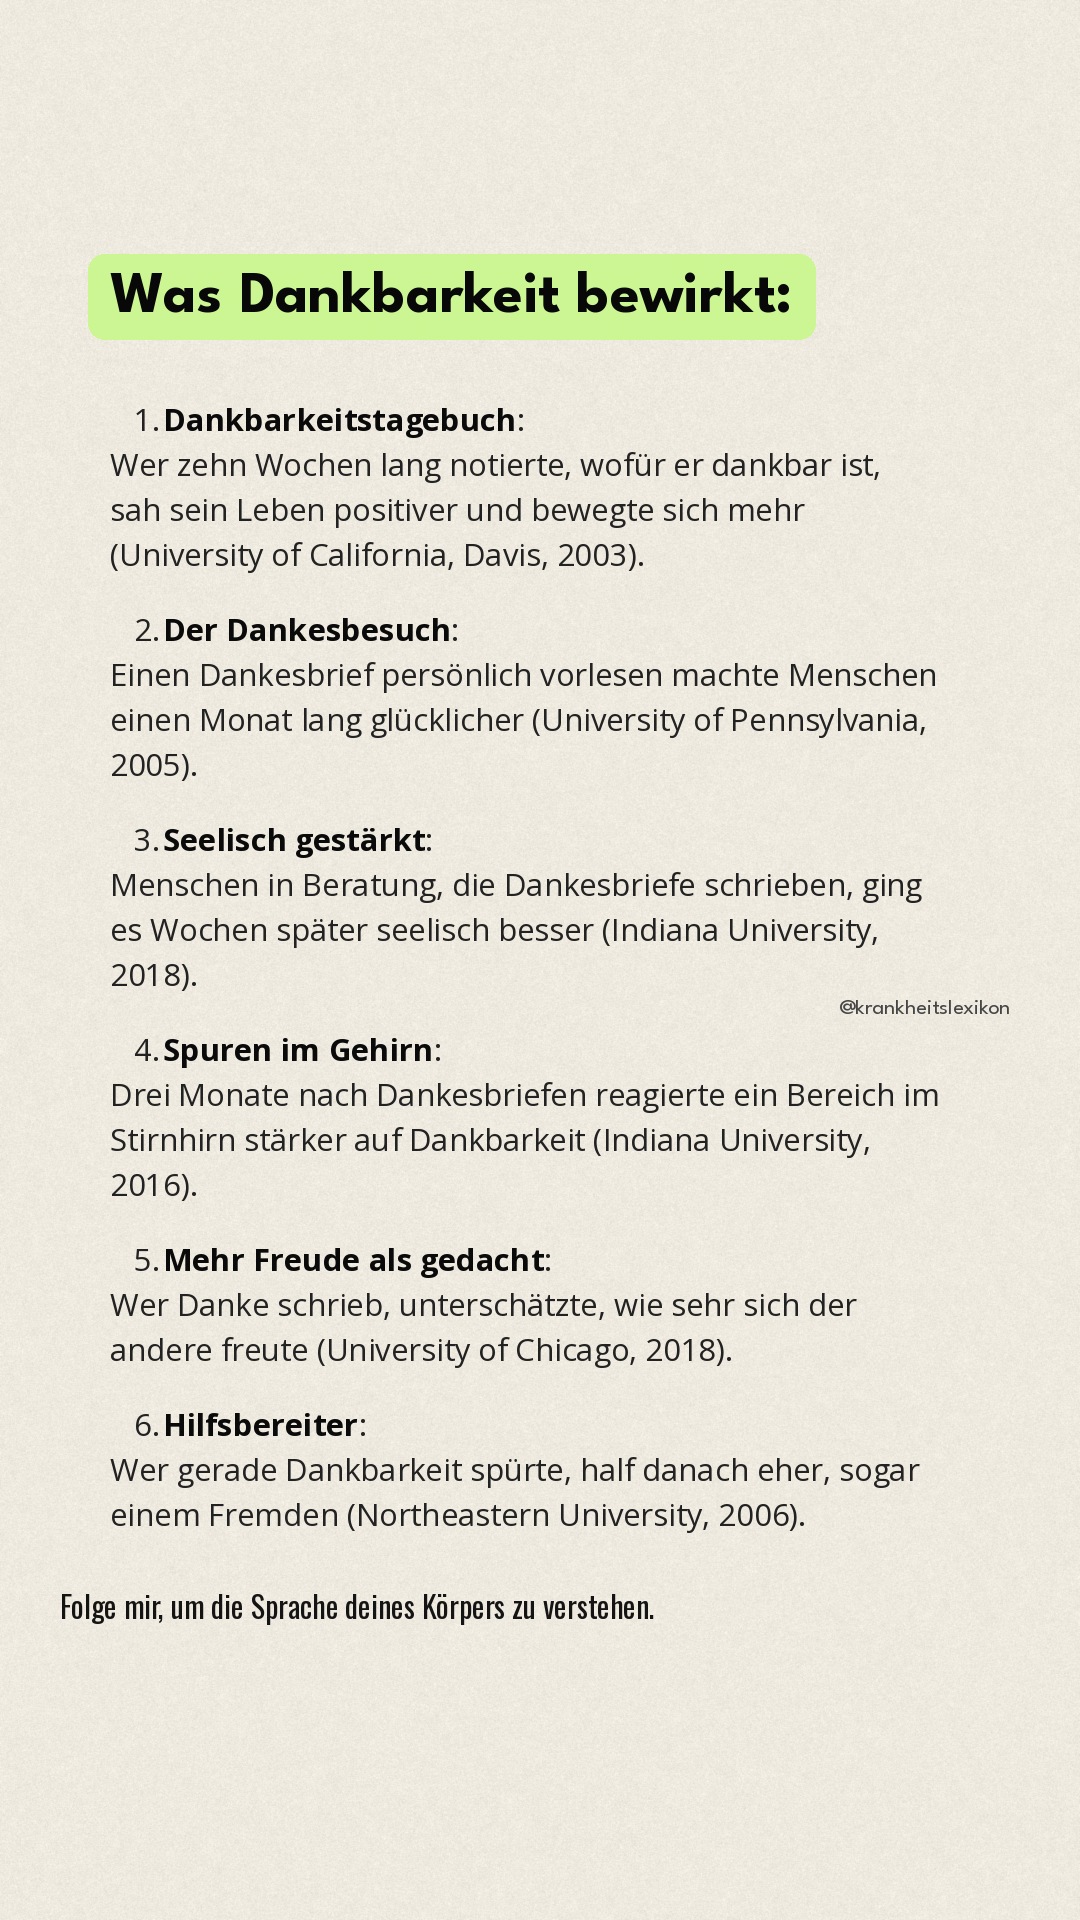 Was Dankbarkeit bewirkt:
1. Dankbarkeitstagebuch:
Wer zehn Wochen lang notierte, wofür er dankbar ist,
sah sein Leben positiver und bewegte sich mehr
(University of California, Davis, 2003).
2. Der Dankesbesuch:
Einen Dankesbrief persönlich vorlesen machte Menschen
einen Monat lang glücklicher (University of Pennsylvania,
2005).
3. Seelisch gestärkt:
Menschen in Beratung, die Dankesbriefe schrieben, ging
es Wochen später seelisch besser (Indiana University,
2018).
@krankheitslexikon
4. Spuren im Gehirn:
Drei Monate nach Dankesbriefen reagierte ein Bereich im
Stirnhirn stärker auf Dankbarkeit (Indiana University,
2016).
5. Mehr Freude als gedacht:
Wer Danke schrieb, unterschätzte, wie sehr sich der
andere freute (University of Chicago, 2018).
6. Hilfsbereiter:
Wer gerade Dankbarkeit spürte, half danach eher, sogar
einem Fremden (Northeastern University, 2006).
Folge mir, um die Sprache deines Körpers zu verstehen.